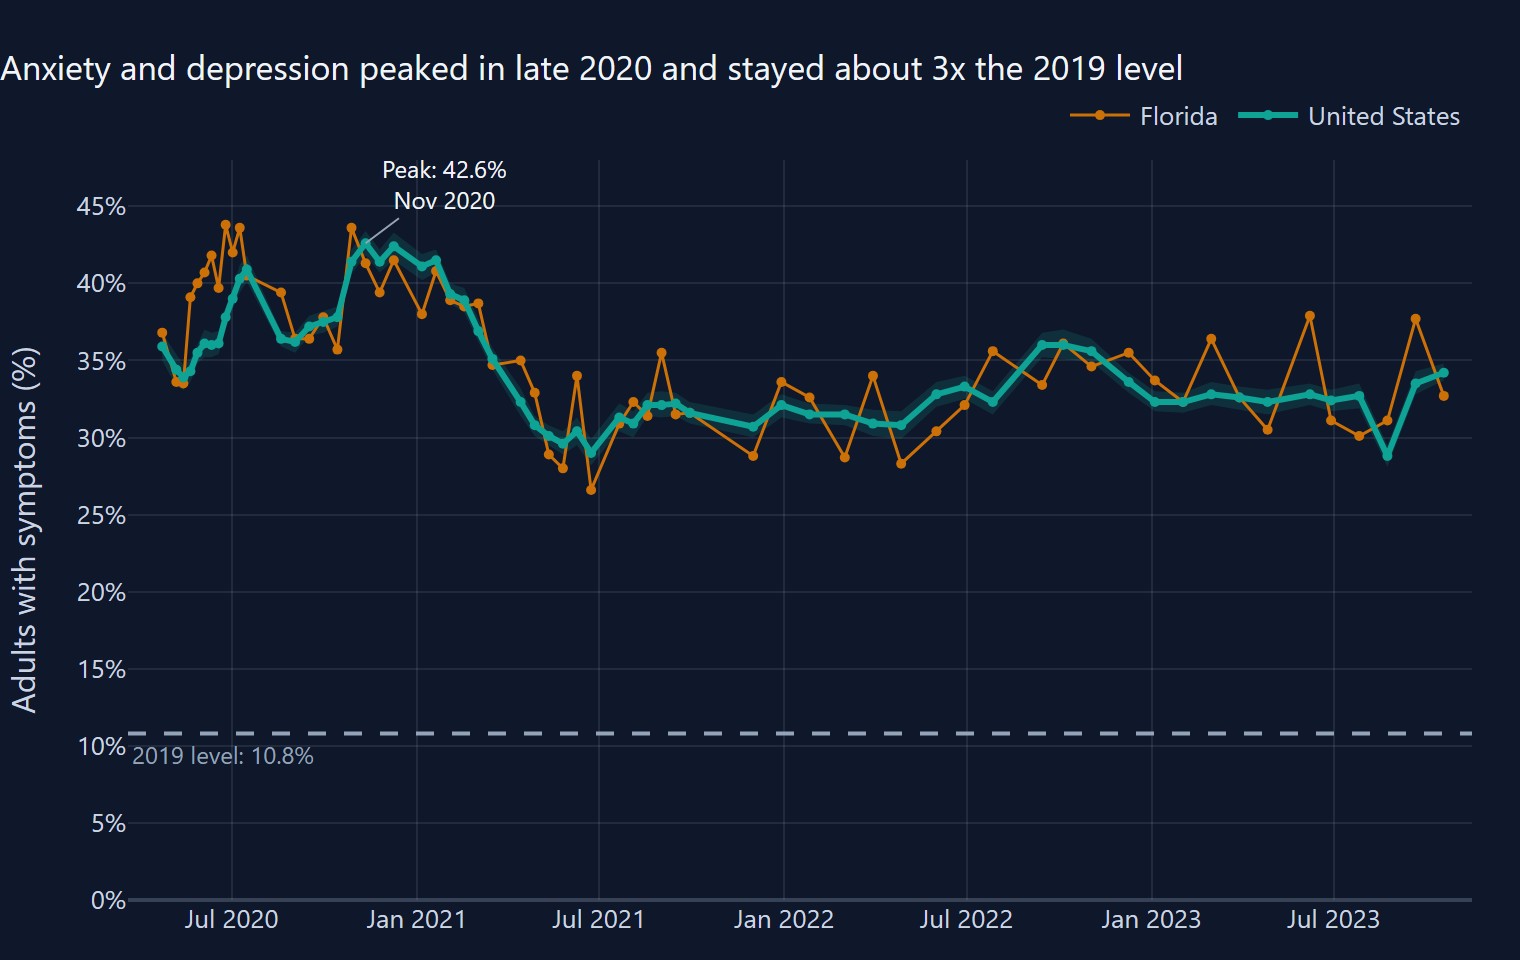 Anxiety and depression peaked in late 2020 and stayed about 3x the 2019 level
Florida
United States
Peak: 42.6%
Nov 2020
Adults with symptoms (%)
45%
40%
35%
30%
25%
20%
15%
10%
5%
0%
2019 level: 10.8%
Jul 2020
Jan 2021
Jul 2021
Jan 2022
Jul 2022
Jan 2023
Jul 2023